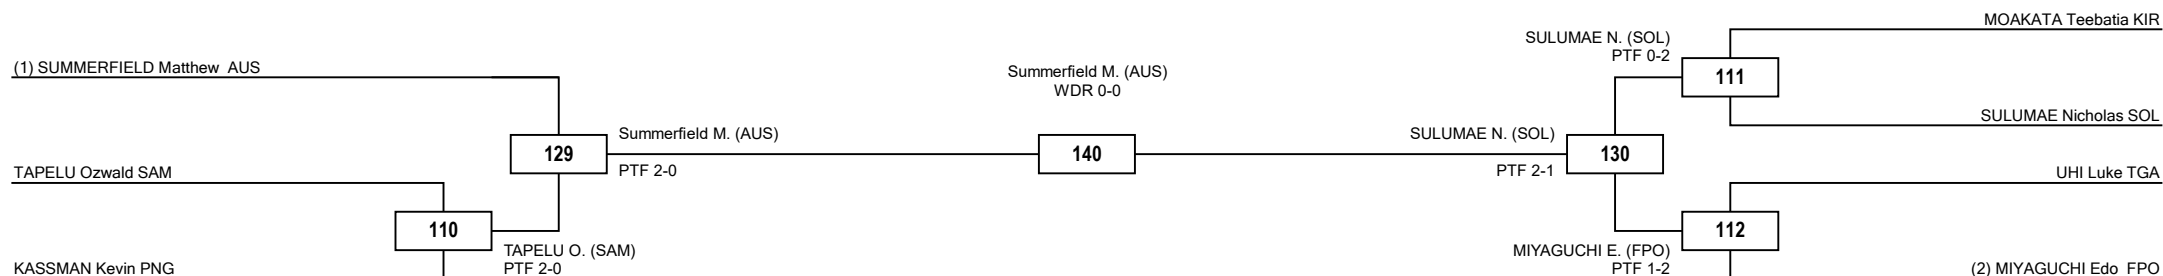 MOAKATA Teebatia KIR
SULUMAE N. (SOL)
PTF 0-2
(1) SUMMERFIELD Matthew  AUS
Summerfield M. (AUS)
WDR 0-0
111
SULUMAE Nicholas SOL
Summerfield M. (AUS)
SULUMAE N. (SOL)
129
140
130
PTF 2-0
PTF 2-1
TAPELU Ozwald SAM
UHI Luke TGA
110
112
TAPELU O. (SAM)
PTF 2-0
MIYAGUCHI E. (FPO)
PTF 1-2
KASSMAN Kevin PNG
(2) MIYAGUCHI Edo  FPO